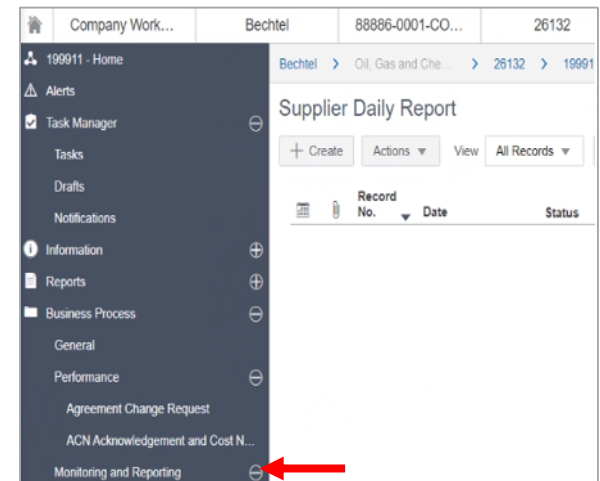 Company Work... Bechtel 88886-0001-CO... 26132
199911 - Home
Alerts
Task Manager
Tasks
Drafts
Notifications
Information
Reports
Business Process
General
Performance
Agreement Change Request
ACN Acknowledgement and Cost N...
Monitoring and Reporting
Bechtel > Oil, Gas and Che... > 26132 > 19991
Supplier Daily Report
+ Create Actions View All Records
Record
No. Date Status